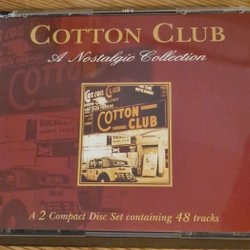 COTTON CLUB
A Nostalgic Collection
Cotton
Club
COTTON
CLUB
A 2 Compact Disc Set containing 48 tracks